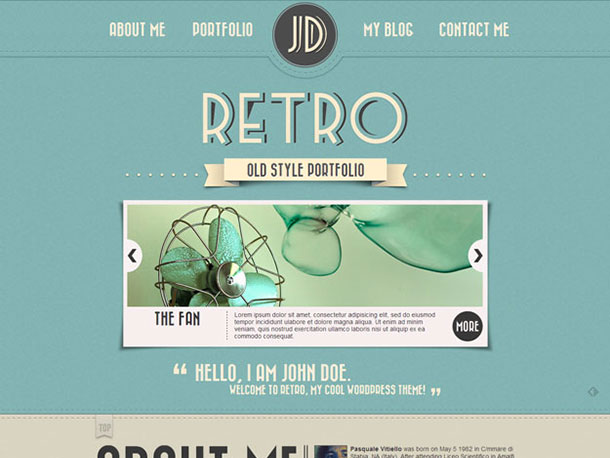 ABOUT ME
PORTFOLIO
JD
MY BLOG
CONTACT ME
RETRO
OLD STYLE PORTFOLIO
THE FAN
Lorem ipsum dolor sit amet, consectetur adipisicing elit, sed do eiusmod
tempor incididunt ut labore et dolore magna aliqua. Ut enim ad minim
veniam, quis nostrud exercitation ullamco laboris nisi ut aliquip ex ea
commodo consequat.
MORE
“ HELLO, I AM JOHN DOE.
WELCOME TO RETRO, MY COOL WORDPRESS THEME! ”
TOP
ABOUT ME
Pasquale Vitiello was born on May 5 1982 in C/mmare di
Stabia, NA (Italy). After attending Liceo Scientifico in Amalfi